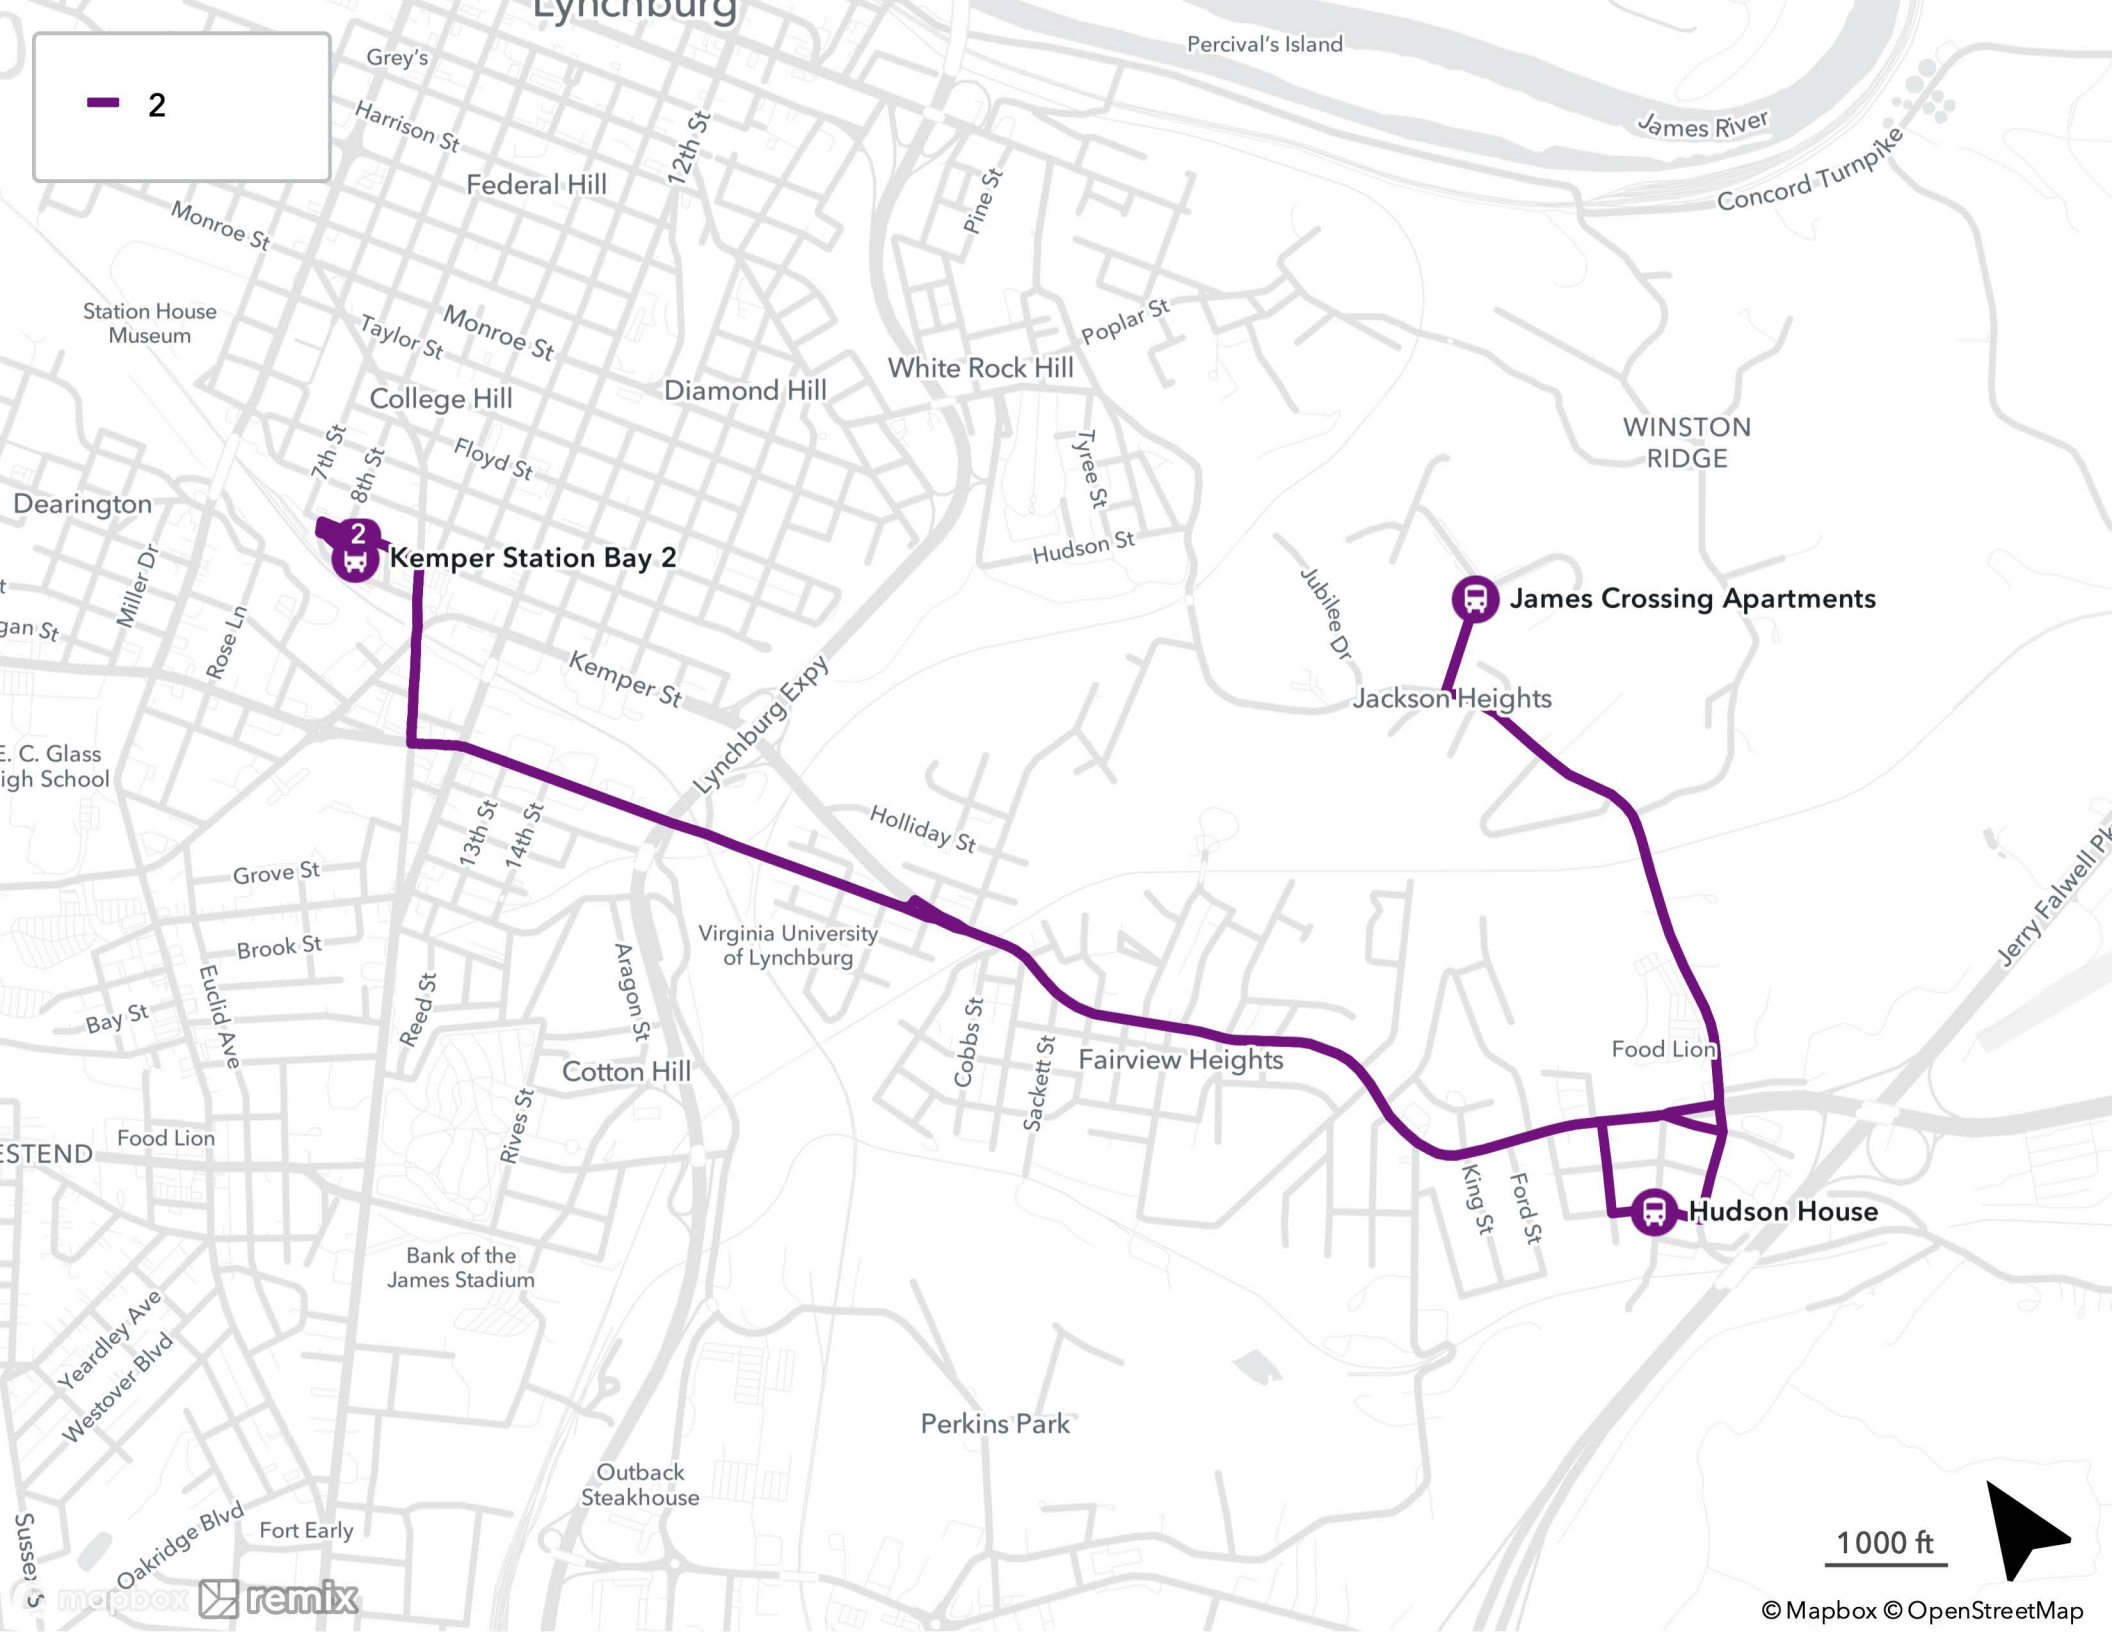 Lynchburg
Percival's Island
Grey's
2
James River
Harrison St
12th St
Concord Turnpike
Federal Hill
Pine St
Monroe St
Station House
Museum
Taylor St
Monroe St
Poplar St
White Rock Hill
College Hill
Diamond Hill
WINSTON
RIDGE
7th St
8th St
Floyd St
Tyree St
Dearington
2
Kemper Station Bay 2
Hudson St
Miller Dr
Jubilee Dr
James Crossing Apartments
gan St
Rose Ln
Kemper St
Lynchburg Expy
Jackson Heights
E. C. Glass
igh School
13th St
14th St
Holliday St
Grove St
Jerry Falwell Pk
Virginia University
of Lynchburg
Brook St
Euclid Ave
Reed St
Aragon St
Bay St
Cobbs St
Sackett St
Fairview Heights
Food Lion
Cotton Hill
Rives St
Food Lion
ESTEND
King St
Ford St
Hudson House
Bank of the
James Stadium
Yeardley Ave
Westover Blvd
Perkins Park
Outback
Steakhouse
Sussex S
Oakridge Blvd
Fort Early
1000 ft
mapbox remix
© Mapbox © OpenStreetMap